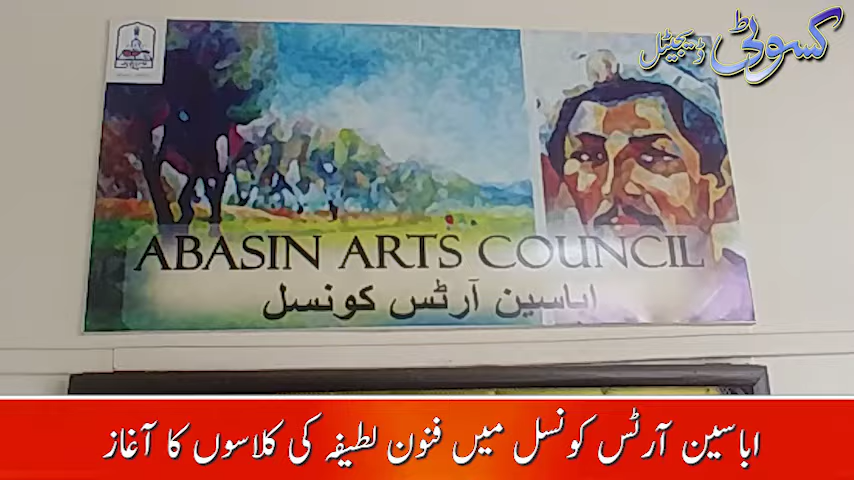 کسوٹی ڈیجیٹل
ABASIN ARTS COUNCIL
اباسین آرٹس کونسل
اباسین آرٹس کونسل میں فنون لطیفہ کی کلاسوں کا آغاز